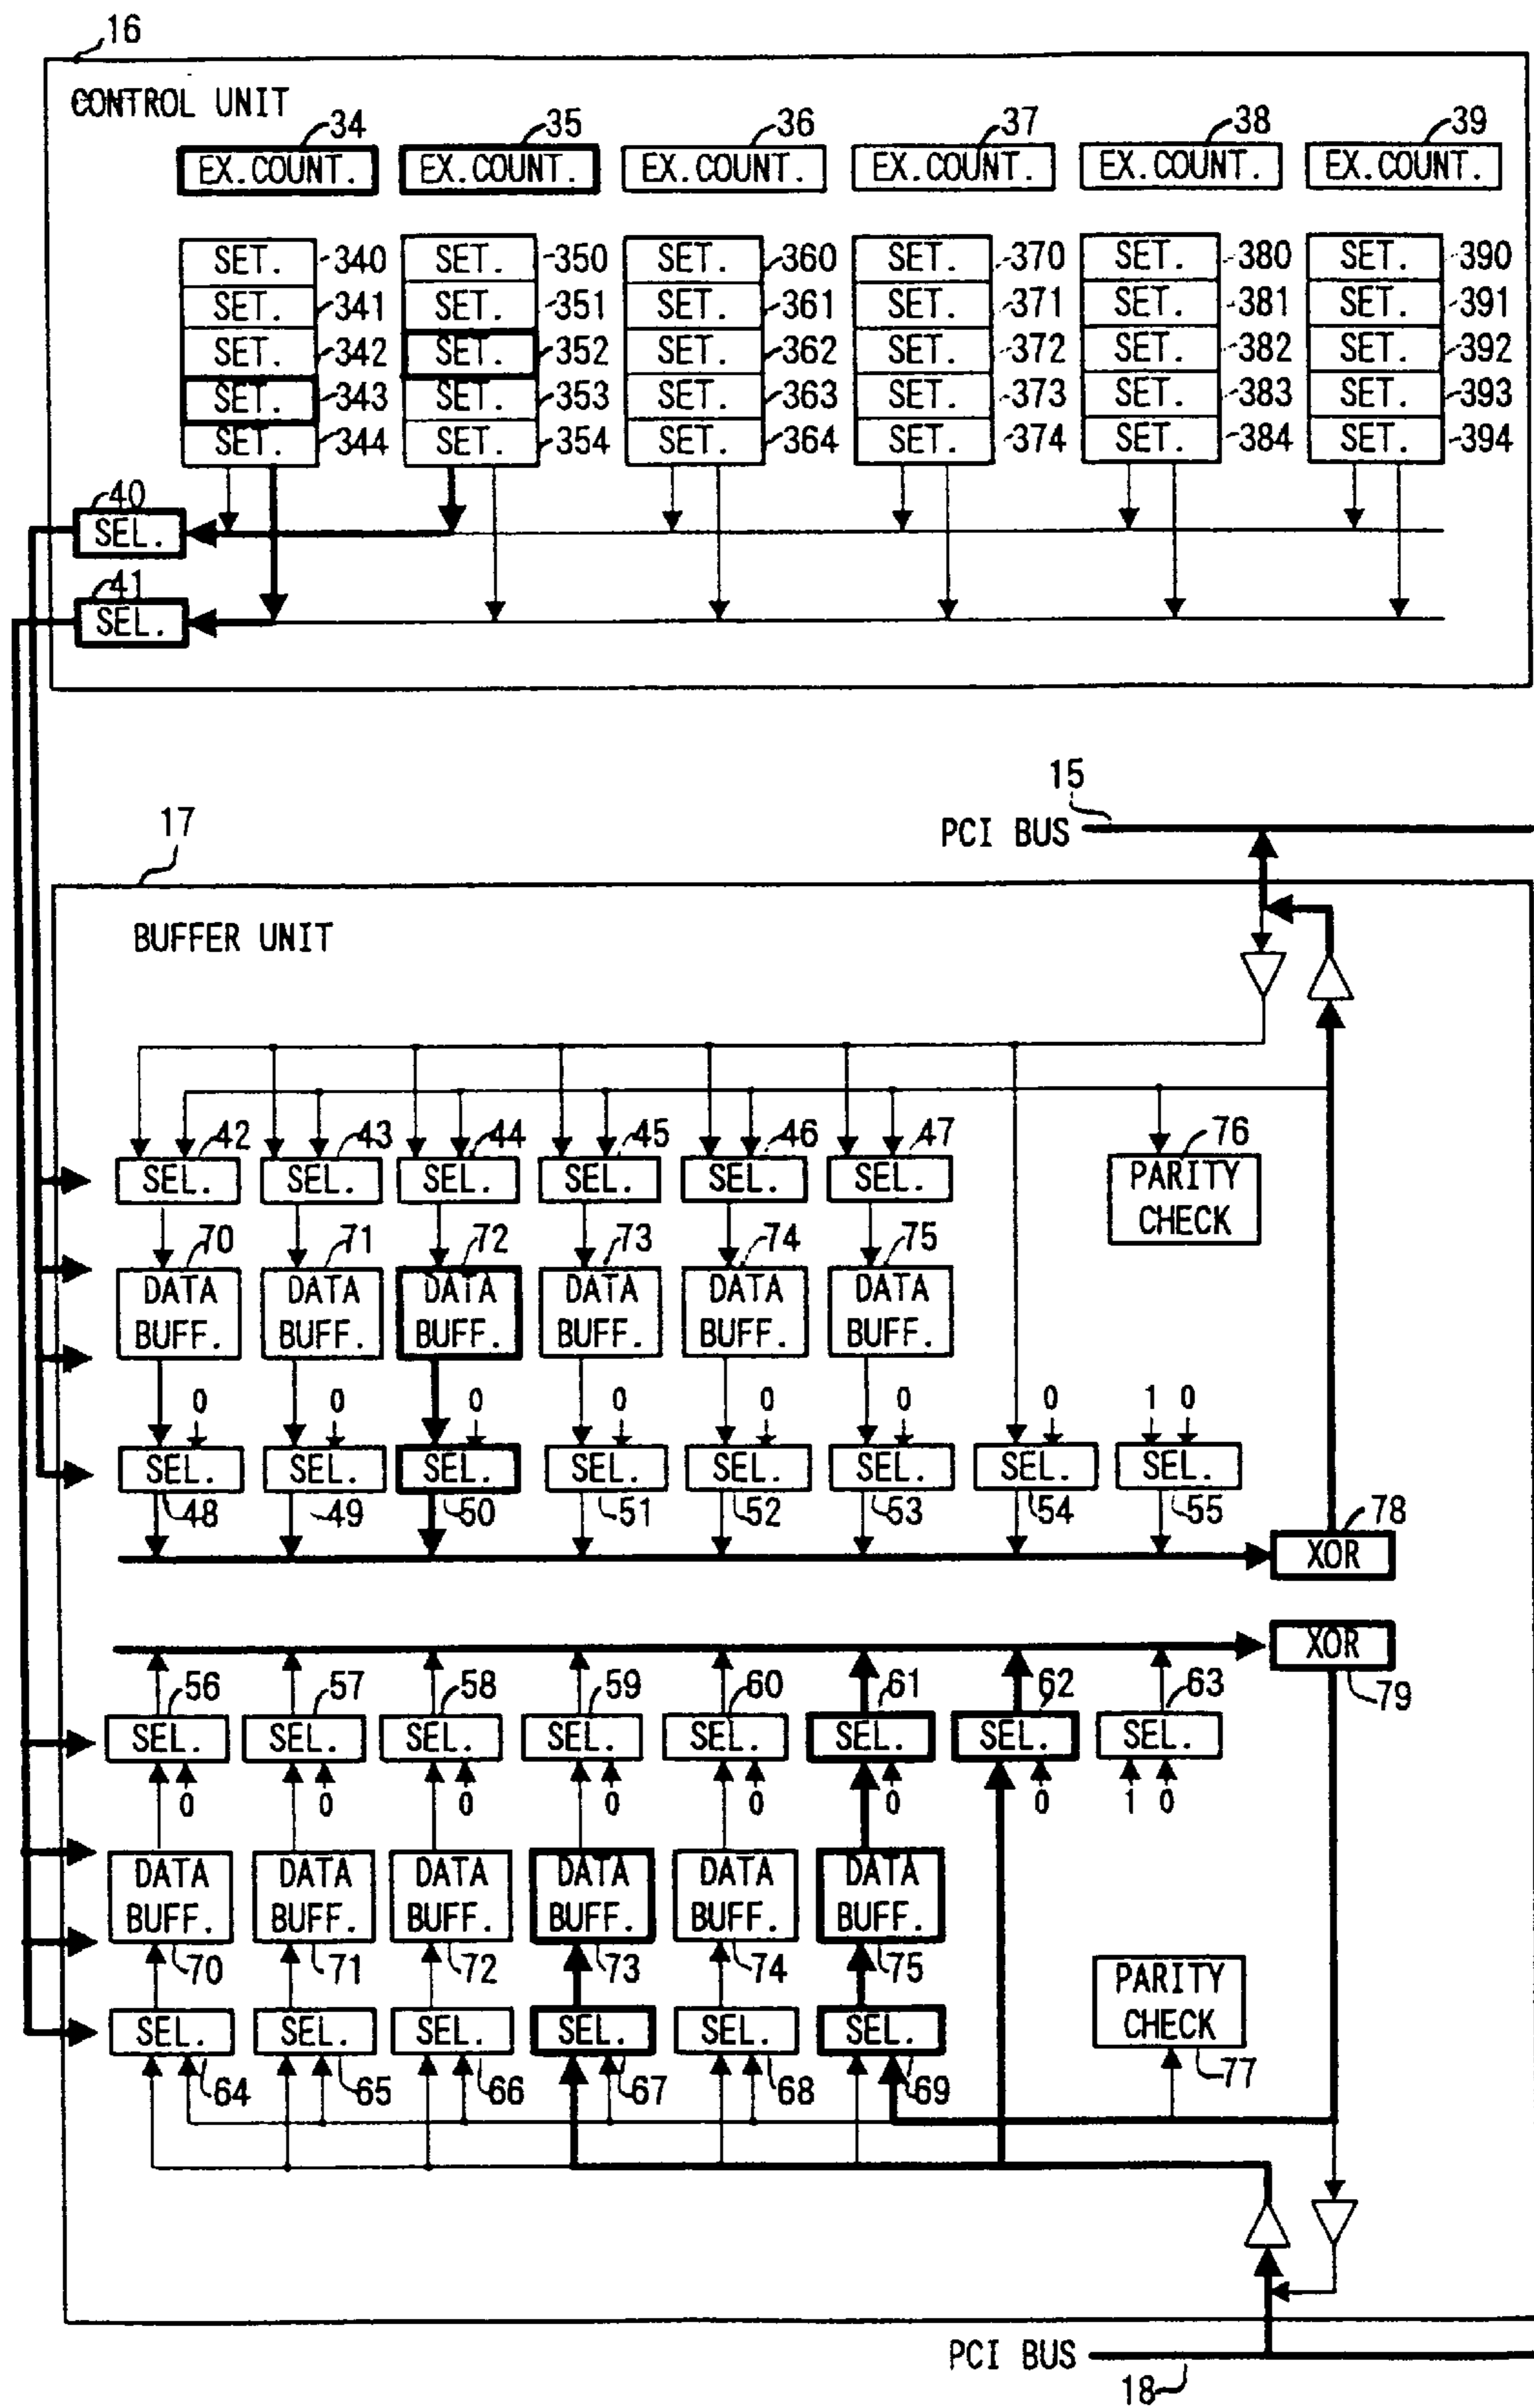 16
CONTROL UNIT
34 35 36 37 38 39
EX.COUNT. EX.COUNT. EX.COUNT. EX.COUNT. EX.COUNT. EX.COUNT.
SET. 340 SET. 350 SET. 360 SET. 370 SET. 380 SET. 390
SET. 341 SET. 351 SET. 361 SET. 371 SET. 381 SET. 391
SET. 342 SET. 352 SET. 362 SET. 372 SET. 382 SET. 392
SET. 343 SET. 353 SET. 363 SET. 373 SET. 383 SET. 393
SET. 344 SET. 354 SET. 364 SET. 374 SET. 384 SET. 394
40
SEL.
41
SEL.
15
PCI BUS
17
BUFFER UNIT
42 43 44 45 46 47 76
SEL. SEL. SEL. SEL. SEL. SEL. PARITY
CHECK
70 71 72 73 74 75
DATA DATA DATA DATA DATA DATA
BUFF. BUFF. BUFF. BUFF. BUFF. BUFF.
0 0 0 0 0 0 0 1 0
SEL. SEL. SEL. SEL. SEL. SEL. SEL. SEL.
48 49 50 51 52 53 54 55 78
XOR
XOR
56 57 58 59 60 61 62 63 79
SEL. SEL. SEL. SEL. SEL. SEL. SEL. SEL.
0 0 0 0 0 0 0 1 0
DATA DATA DATA DATA DATA DATA
BUFF. BUFF. BUFF. BUFF. BUFF. BUFF.
70 71 72 73 74 75 PARITY
SEL. SEL. SEL. SEL. SEL. SEL. CHECK
64 65 66 67 68 69 77
PCI BUS
18